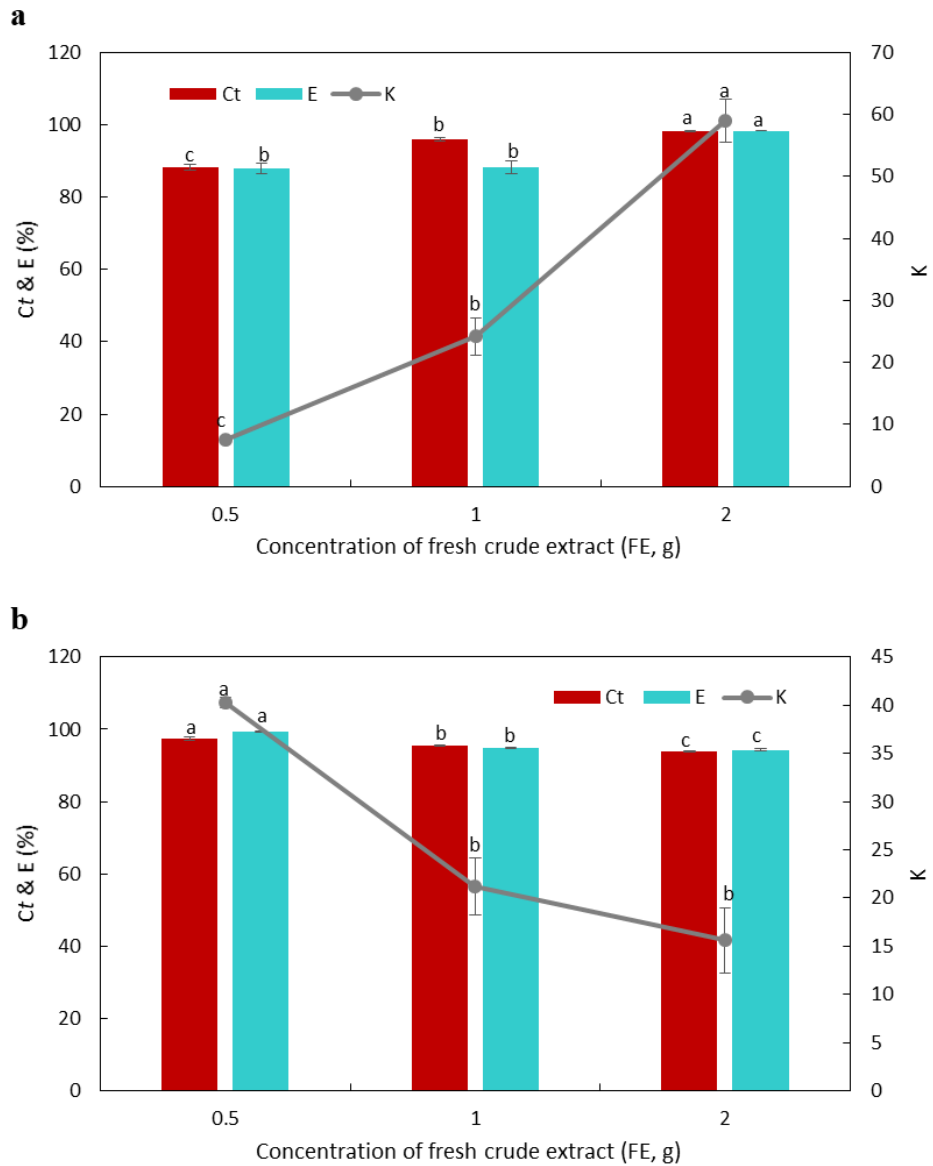 a
120
100
80
60
40
20
0
Ct & E (%)
70
60
50
40
30
20
10
0
K
Ct E K
c b b b a a
c b a
0.5 1 2
Concentration of fresh crude extract (FE, g)
b
120
100
80
60
40
20
0
Ct & E (%)
45
40
35
30
25
20
15
10
5
0
K
Ct E K
a a b b c c
a b b
0.5 1 2
Concentration of fresh crude extract (FE, g)